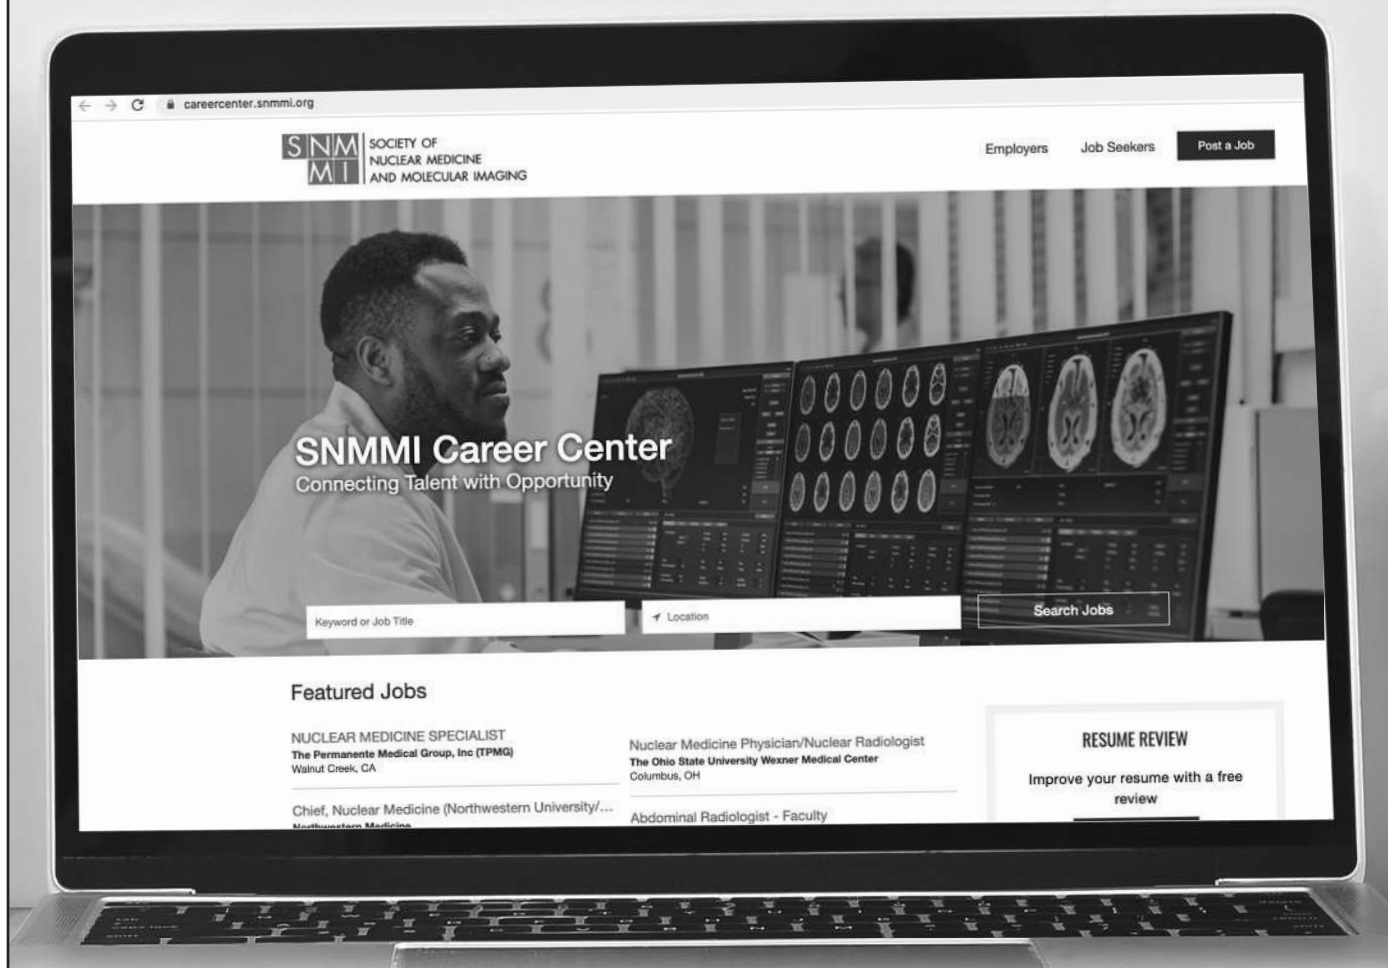 careercenter.snmmi.org
SNM
MI
SOCIETY OF
NUCLEAR MEDICINE
AND MOLECULAR IMAGING
Employers
Job Seekers
Post a Job
SNMMI Career Center
Connecting Talent with Opportunity
Keyword or Job Title
Location
Search Jobs
Featured Jobs
NUCLEAR MEDICINE SPECIALIST
The Permanente Medical Group, Inc (TPMG)
Walnut Creek, CA
Chief, Nuclear Medicine (Northwestern University/...
Northwestern Medicine
Nuclear Medicine Physician/Nuclear Radiologist
The Ohio State University Wexner Medical Center
Columbus, OH
Abdominal Radiologist - Faculty
RESUME REVIEW
Improve your resume with a free
review